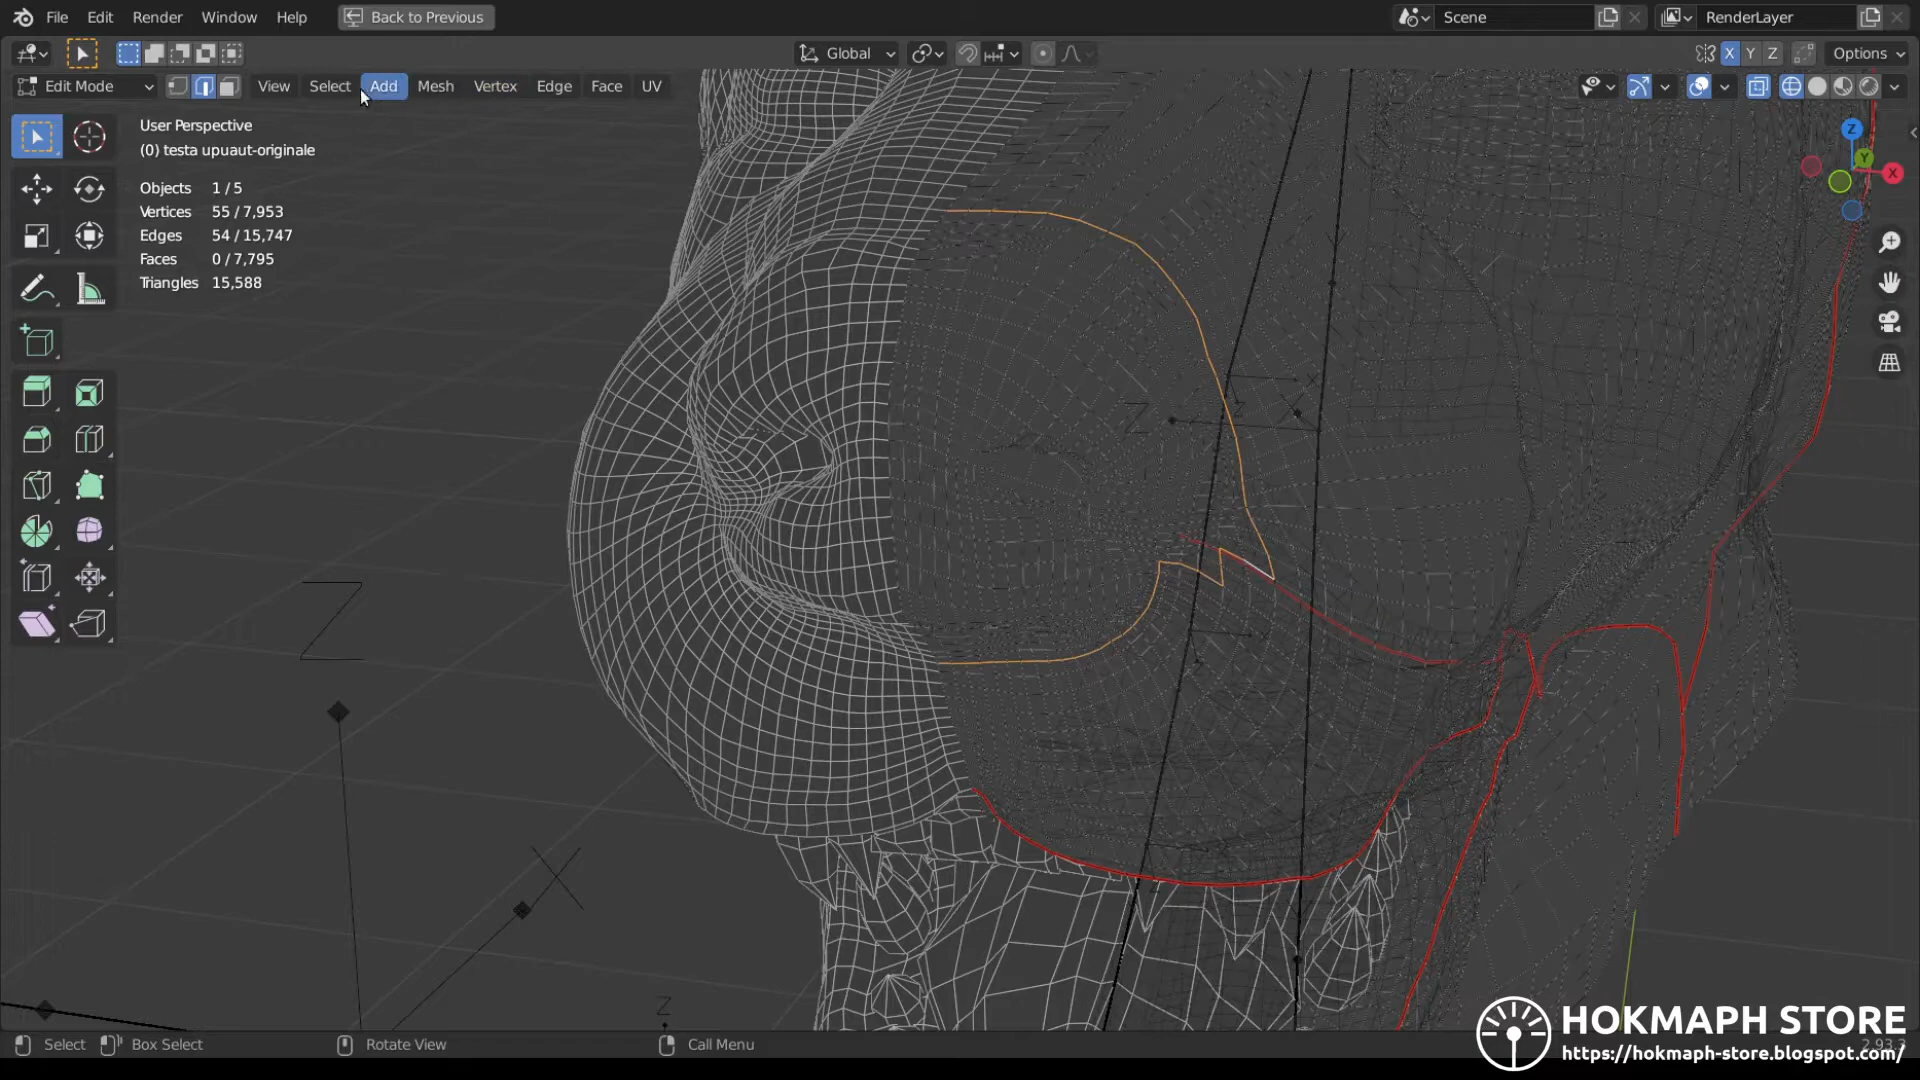 File Edit Render Window Help Back to Previous Scene RenderLayer
Global X Y Z Options
Edit Mode View Select Add Mesh Vertex Edge Face UV
User Perspective
(0) testa upuaut-originale
Objects 1 / 5
Vertices 55 / 7,953
Edges 54 / 15,747
Faces 0 / 7,795
Triangles 15,588
Z
Y
X
Z
Z
X
Z
HOKMAPH STORE
https://hokmaph-store.blogspot.com/
Select Box Select Rotate View Call Menu